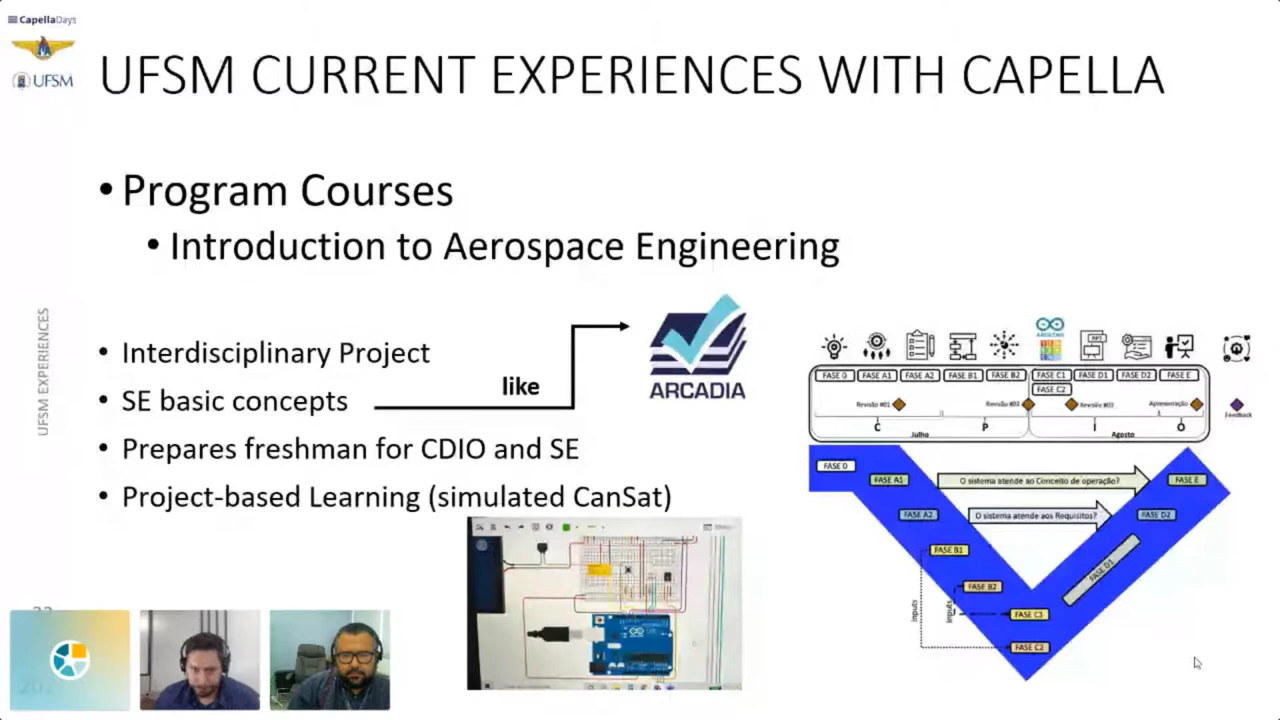 CapellaDays
UFSM
UFSM CURRENT EXPERIENCES WITH CAPELLA
• Program Courses
• Introduction to Aerospace Engineering
UFSM EXPERIENCES
• Interdisciplinary Project
• SE basic concepts
like
ARCADIA
• Prepares freshman for CDIO and SE
• Project-based Learning (simulated CanSat)
ARDUINO
FASE 0 FASE A1 FASE A2 FASE B1 FASE B2 FASE C1 FASE D1 FASE D2 FASE E
FASE C2
Revisão #01 Revisão #02 Revisão #03 Apresentação
Feedback
C P I O
Julho Agosto
FASE 0
FASE A1
O sistema atende ao Conceito de operação?
FASE E
FASE A2
O sistema atende aos Requisitos?
FASE D2
FASE B1
FASE D1
FASE B2
inputs
inputs
FASE C1
FASE C2